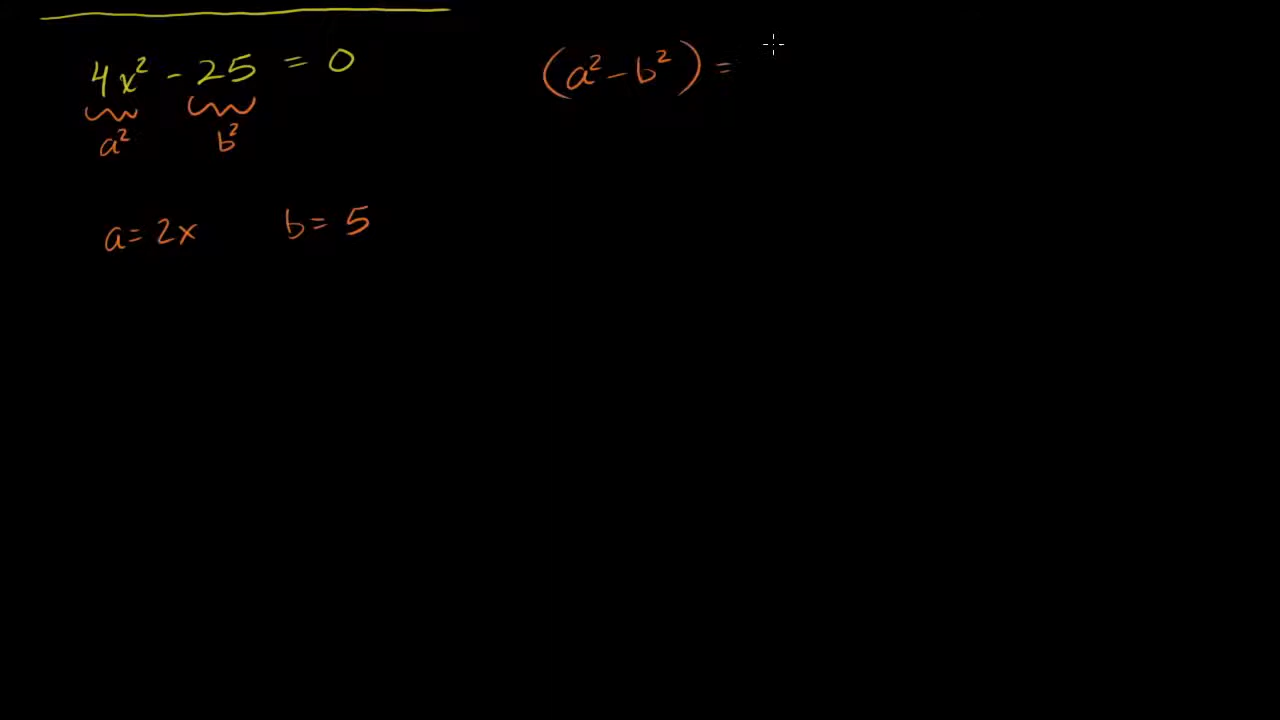 4x² - 25 = 0
(a² - b²) =
a² b²
a = 2x b = 5